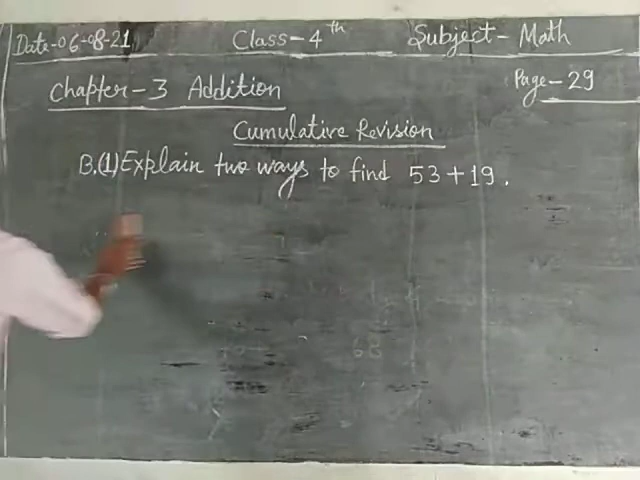 Date-06-08-21 Class-4th Subject-Math
Chapter-3 Addition Page-29
Cumulative Revision
B.(1)Explain two ways to find 53+19.
68